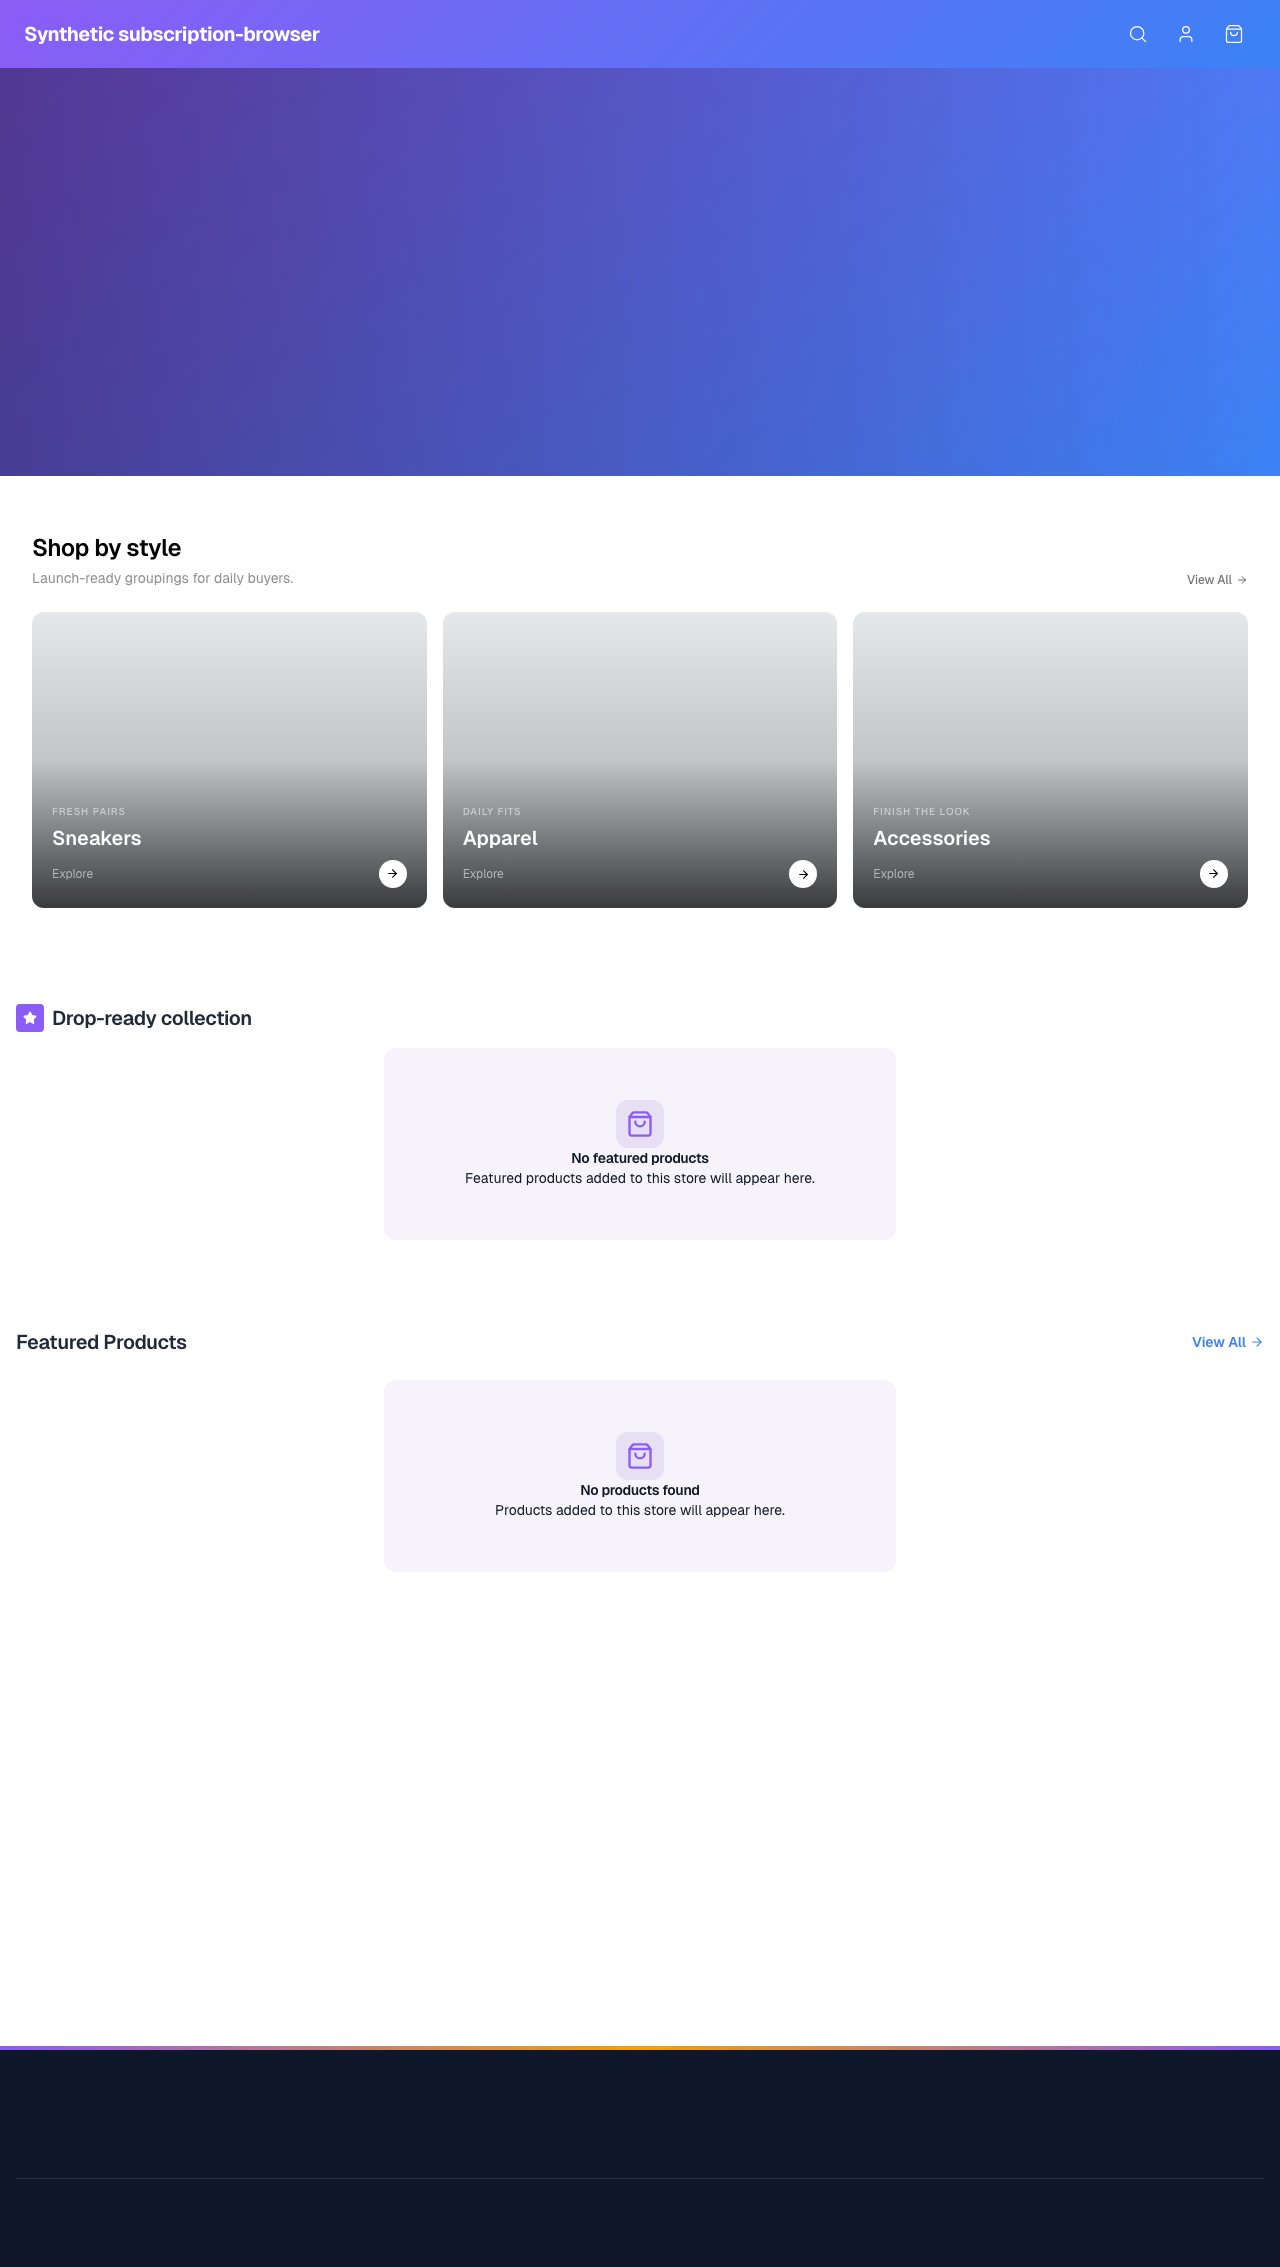 Synthetic subscription-browser
Shop by style
Launch-ready groupings for daily buyers.
View All
FRESH PAIRS
Sneakers
Explore
DAILY FITS
Apparel
Explore
FINISH THE LOOK
Accessories
Explore
Drop-ready collection
No featured products
Featured products added to this store will appear here.
Featured Products
View All
No products found
Products added to this store will appear here.